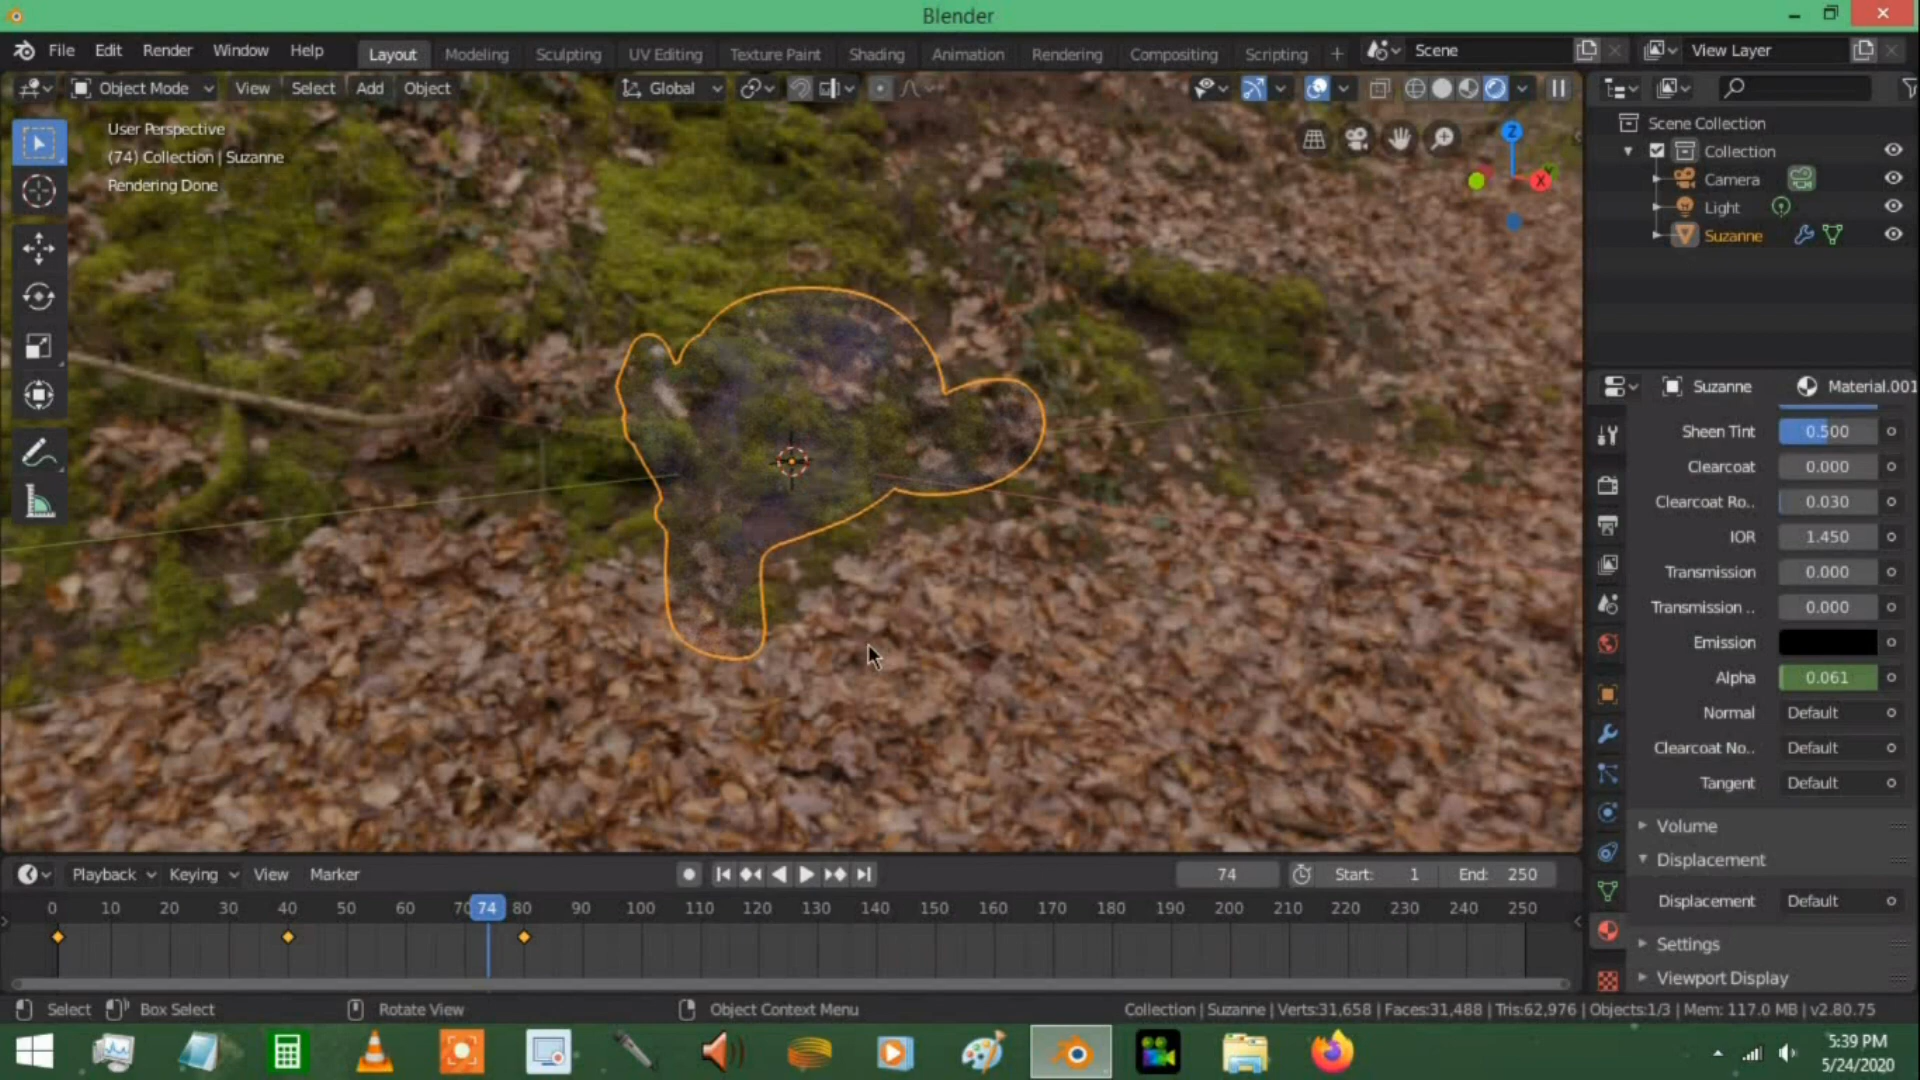 Blender
File Edit Render Window Help
Layout Modeling Sculpting UV Editing Texture Paint Shading Animation Rendering Compositing Scripting +
Scene
View Layer
Object Mode View Select Add Object
Global
User Perspective
(74) Collection | Suzanne
Rendering Done
Z
X
Scene Collection
Collection
Camera
Light
Suzanne
Suzanne Material.001
Sheen Tint 0.500
Clearcoat 0.000
Clearcoat Ro.. 0.030
IOR 1.450
Transmission 0.000
Transmission .. 0.000
Emission
Alpha 0.061
Normal Default
Clearcoat No.. Default
Tangent Default
Volume
Displacement
Displacement Default
Settings
Viewport Display
Playback Keying View Marker
74 Start: 1 End: 250
0 10 20 30 40 50 60 70 74 80 90 100 110 120 130 140 150 160 170 180 190 200 210 220 230 240 250
Select Box Select Rotate View Object Context Menu
Collection | Suzanne | Verts:31,658 | Faces:31,488 | Tris:62,976 | Objects:1/3 | Mem: 117.0 MB | v2.80.75
5:39 PM
5/24/2020